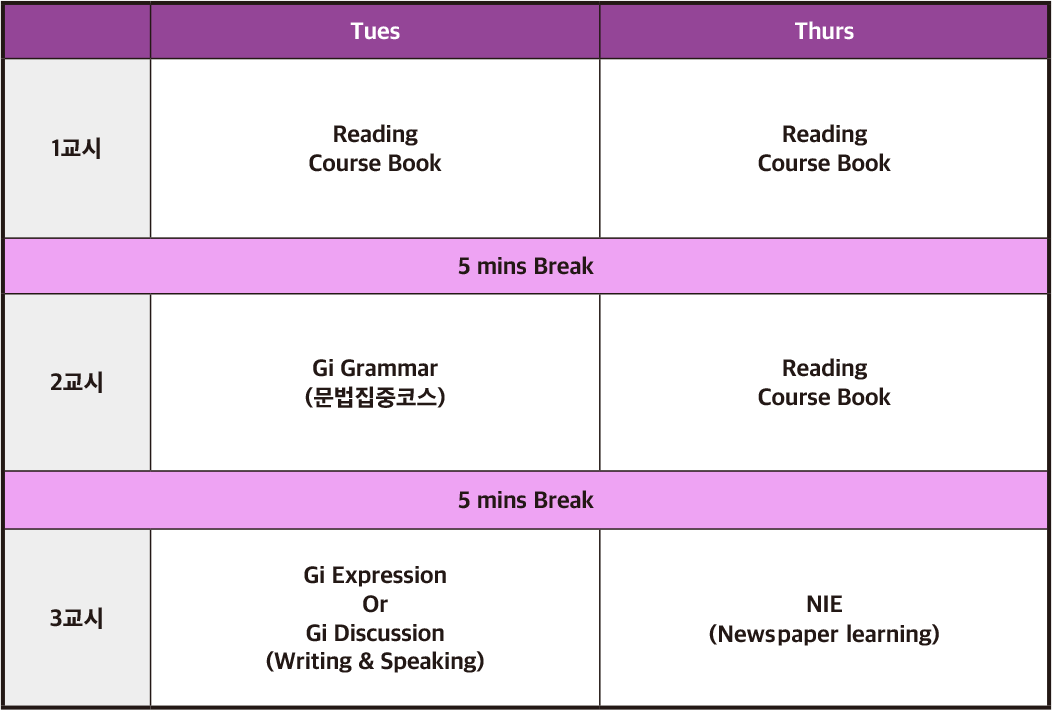 Tues
Thurs
1교시
Reading
Course Book
Reading
Course Book
5 mins Break
2교시
Gi Grammar
(문법집중코스)
Reading
Course Book
5 mins Break
3교시
Gi Expression
Or
Gi Discussion
(Writing & Speaking)
NIE
(Newspaper learning)